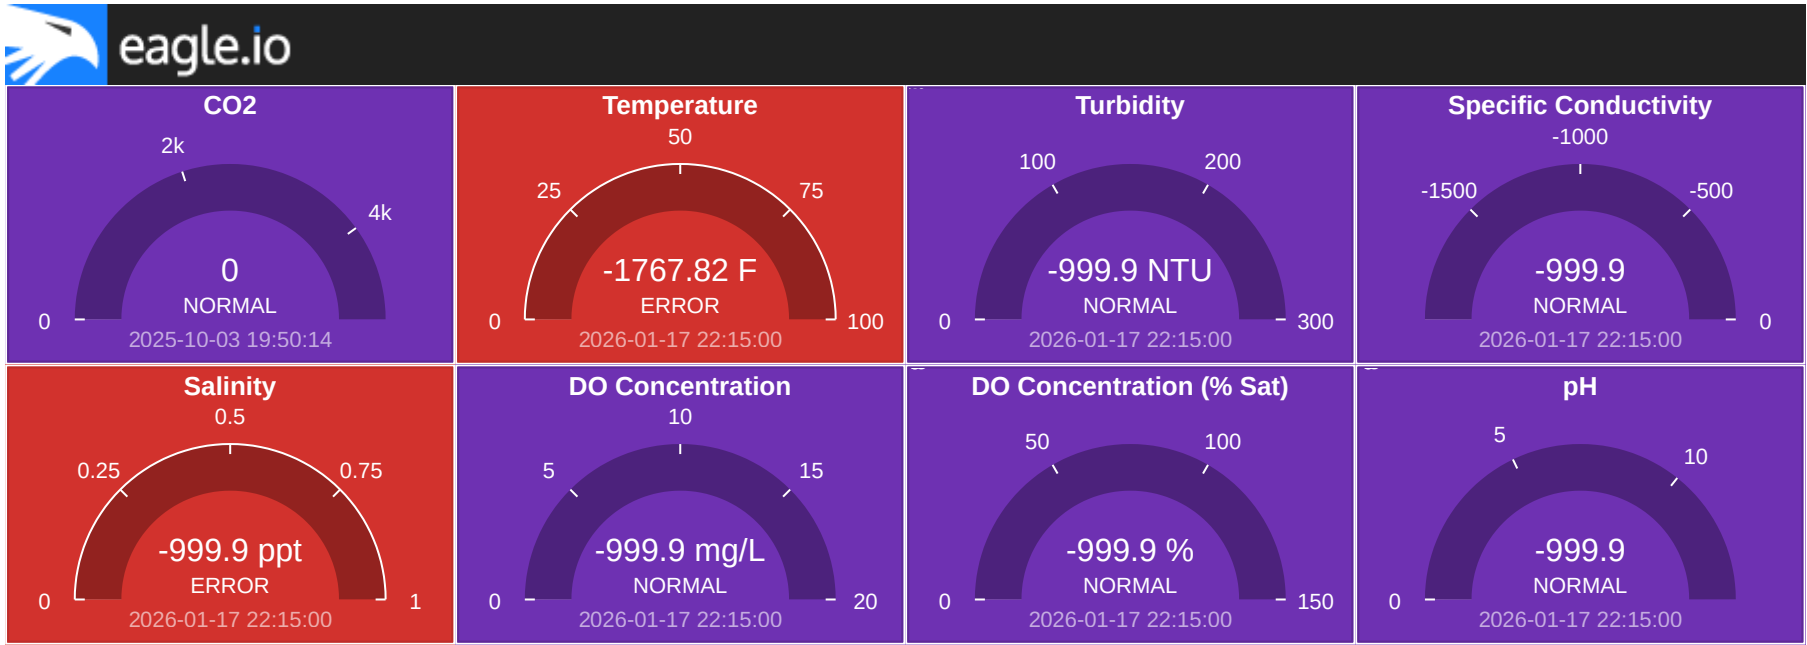 eagle.io
CO2
2k
4k
0
NORMAL
0
2025-10-03 19:50:14
Temperature
50
25
75
-1767.82 F
ERROR
0
100
2026-01-17 22:15:00
Turbidity
100
200
-999.9 NTU
NORMAL
0
300
2026-01-17 22:15:00
Specific Conductivity
-1000
-1500
-500
-999.9
NORMAL
0
2026-01-17 22:15:00
Salinity
0.5
0.25
0.75
-999.9 ppt
ERROR
0
1
2026-01-17 22:15:00
DO Concentration
10
5
15
-999.9 mg/L
NORMAL
0
20
2026-01-17 22:15:00
DO Concentration (% Sat)
50
100
-999.9 %
NORMAL
0
150
2026-01-17 22:15:00
pH
5
10
-999.9
NORMAL
0
2026-01-17 22:15:00